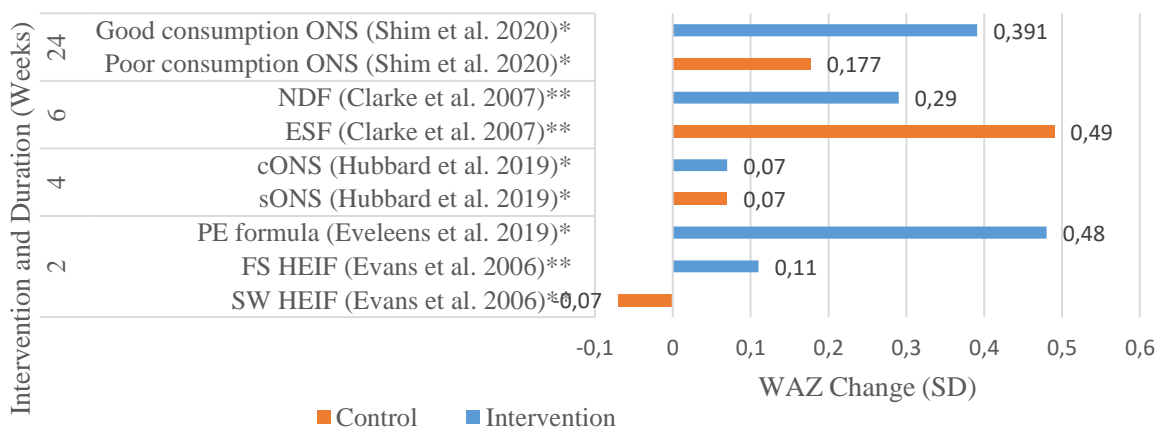 Intervention and Duration (Weeks)
24
Good consumption ONS (Shim et al. 2020)*
0,391
Poor consumption ONS (Shim et al. 2020)*
0,177
6
NDF (Clarke et al. 2007)**
0,29
ESF (Clarke et al. 2007)**
0,49
4
cONS (Hubbard et al. 2019)*
0,07
sONS (Hubbard et al. 2019)*
0,07
2
PE formula (Eveleens et al. 2019)*
0,48
FS HEIF (Evans et al. 2006)**
0,11
SW HEIF (Evans et al. 2006)**
-0,07
-0,1 0 0,1 0,2 0,3 0,4 0,5 0,6
WAZ Change (SD)
Control Intervention